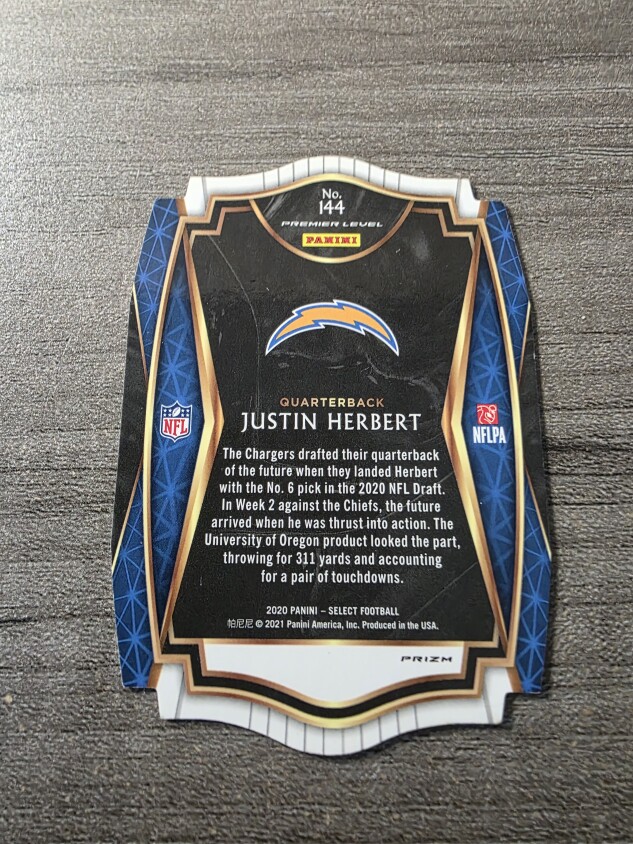 No.
144
PREMIER LEVEL
PANINI
QUARTERBACK
JUSTIN HERBERT
NFL
NFLPA
The Chargers drafted their quarterback
of the future when they landed Herbert
with the No. 6 pick in the 2020 NFL Draft.
In Week 2 against the Chiefs, the future
arrived when he was thrust into action. The
University of Oregon product looked the part,
throwing for 311 yards and accounting
for a pair of touchdowns.
2020 PANINI – SELECT FOOTBALL
帕尼尼 © 2021 Panini America, Inc. Produced in the USA.
PRIZM